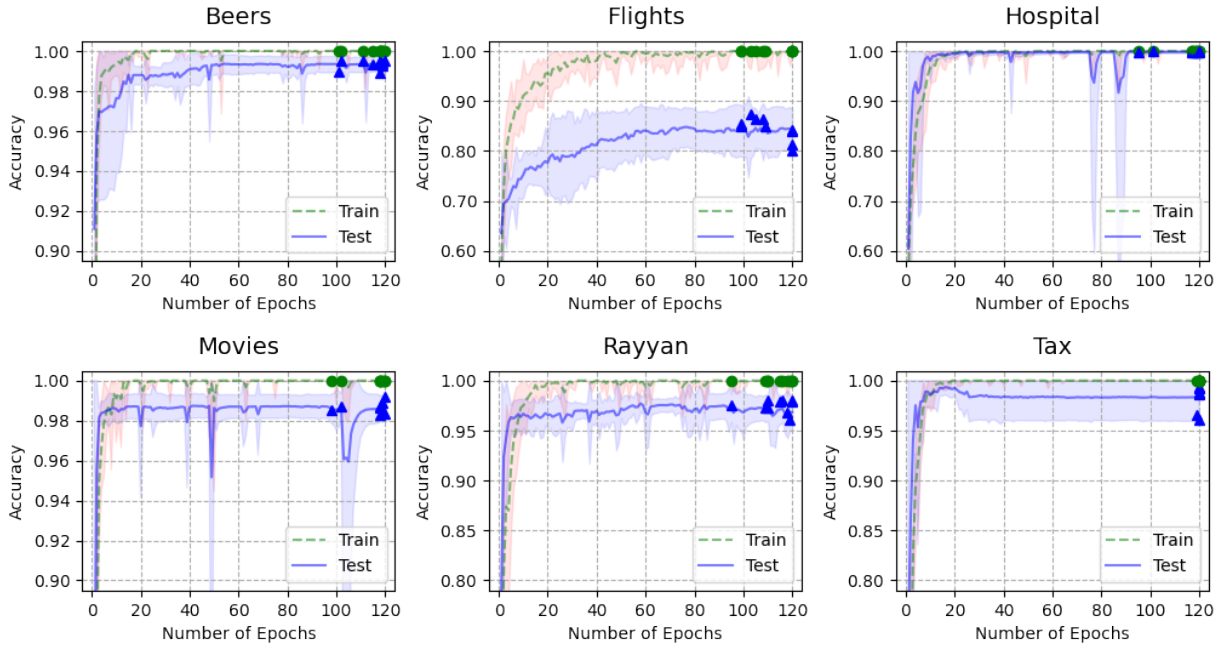 Beers
Accuracy
1.00
0.98
0.96
0.94
0.92
0.90
Train
Test
0 20 40 60 80 100 120
Number of Epochs
Flights
Accuracy
1.00
0.90
0.80
0.70
0.60
Train
Test
0 20 40 60 80 100 120
Number of Epochs
Hospital
Accuracy
1.00
0.90
0.80
0.70
0.60
Train
Test
0 20 40 60 80 100 120
Number of Epochs
Movies
Accuracy
1.00
0.98
0.96
0.94
0.92
0.90
Train
Test
0 20 40 60 80 100 120
Number of Epochs
Rayyan
Accuracy
1.00
0.95
0.90
0.85
0.80
Train
Test
0 20 40 60 80 100 120
Number of Epochs
Tax
Accuracy
1.00
0.95
0.90
0.85
0.80
Train
Test
0 20 40 60 80 100 120
Number of Epochs